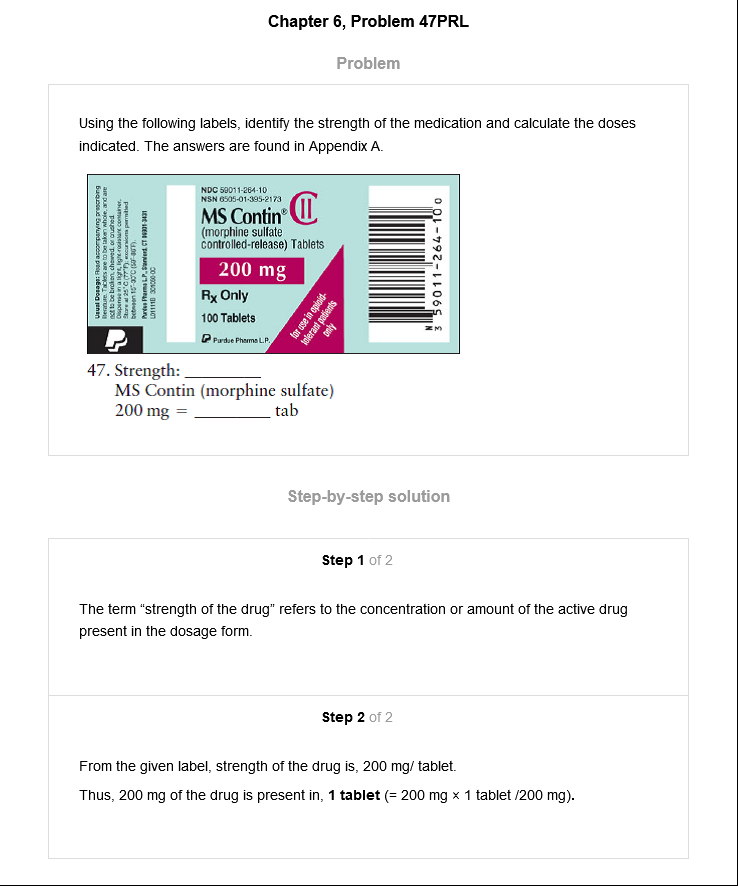 Chapter 6, Problem 47PRL
Problem
Using the following labels, identify the strength of the medication and calculate the doses
indicated. The answers are found in Appendix A.
Usual Dosage: Read accompanying prescribing
literature. Tablets are to be taken whole, and are
not to be broken, chewed, or crushed.
Dispense in a tight, light-resistant container.
Store at 25°C (77°F); excursions permitted
between 15°-30°C (59°-86°F).
Purdue Pharma L.P., Stamford, CT 06901-3431
NDC 59011-264-10
NSN 6505-01-395-2173
MS Contin® CII
(morphine sulfate
controlled-release) Tablets
200 mg
Rx Only
100 Tablets
Purdue Pharma L.P.
for use in opioid-
tolerant patients
only
N
3 59011-264-10 0
47. Strength: ________
MS Contin (morphine sulfate)
200 mg = ________ tab
Step-by-step solution
Step 1 of 2
The term “strength of the drug” refers to the concentration or amount of the active drug
present in the dosage form.
Step 2 of 2
From the given label, strength of the drug is, 200 mg/ tablet.
Thus, 200 mg of the drug is present in, 1 tablet (= 200 mg × 1 tablet /200 mg).